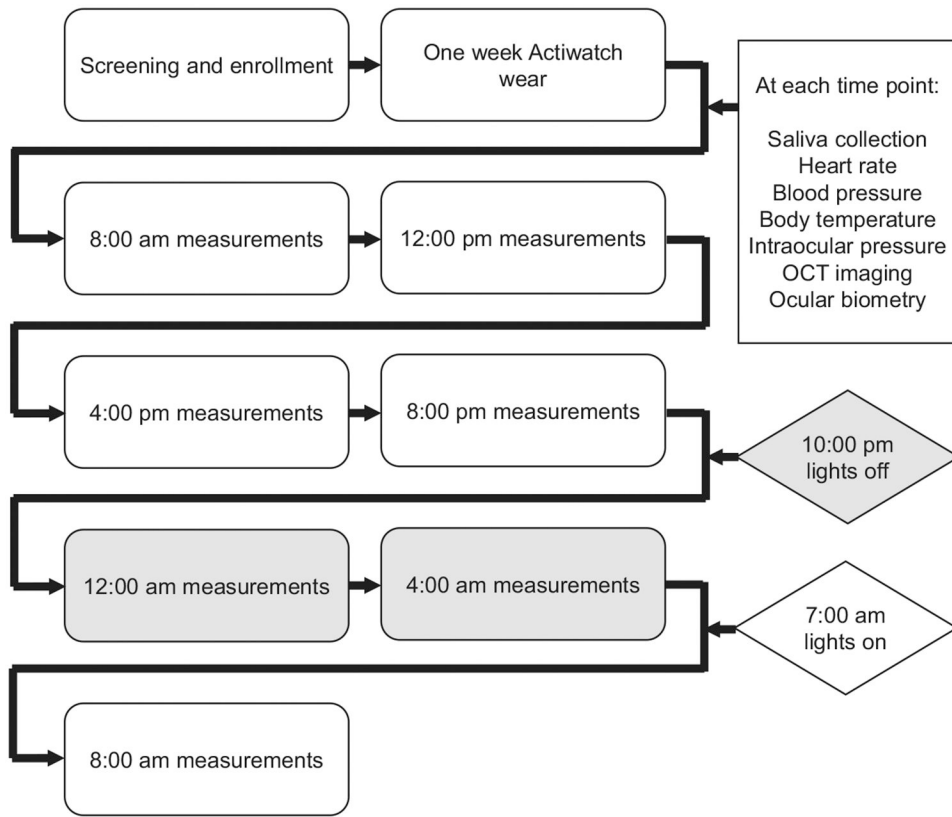 Screening and enrollment
One week Actiwatch
wear
At each time point:
Saliva collection
Heart rate
Blood pressure
Body temperature
Intraocular pressure
OCT imaging
Ocular biometry
8:00 am measurements
12:00 pm measurements
4:00 pm measurements
8:00 pm measurements
10:00 pm
lights off
12:00 am measurements
4:00 am measurements
7:00 am
lights on
8:00 am measurements